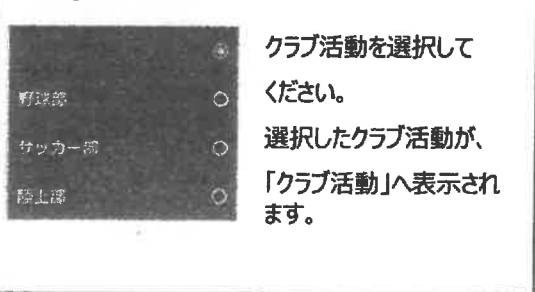 野球部
サッカー部
陸上部
クラブ活動を選択して
ください。
選択したクラブ活動が、
「クラブ活動」へ表示され
ます。